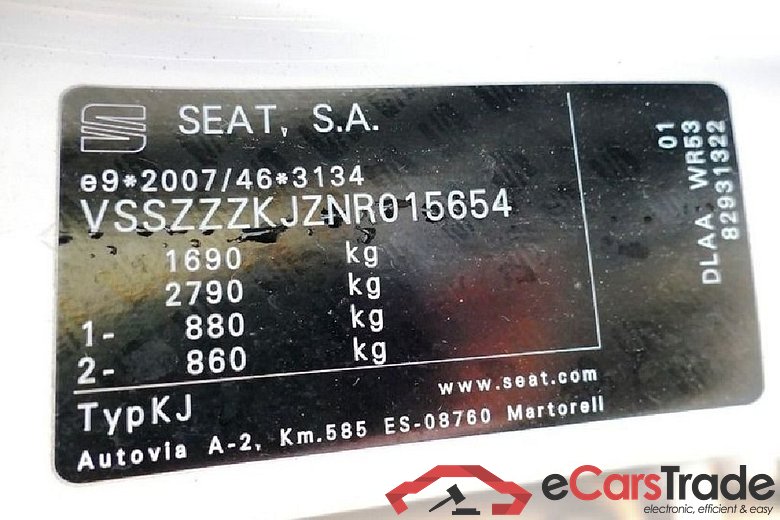 SEAT, S.A.
e9*2007/46*3134
VSSZZZKJZNR015654
1690 kg
2790 kg
1- 880 kg
2- 860 kg
TypKJ
www.seat.com
Autovia A-2, Km.585 ES-08760 Martorell
01
DLAA WR53
82931322
eCarsTrade
electronic, efficient & easy